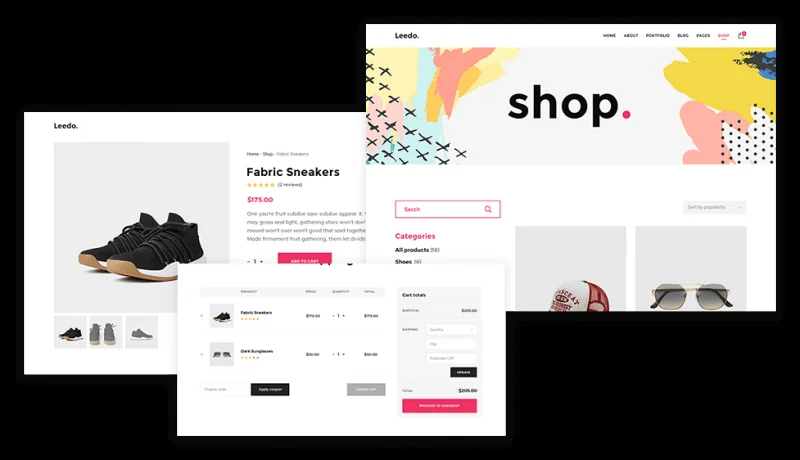 Leedo.
HOME ABOUT PORTFOLIO BLOG PAGES SHOP
shop.
Serch
Sort by popularity
Categories
All products (18)
Shoes (6)
Leedo.
Home - Shop - Fabric Sneakers
Fabric Sneakers
(2 reviews)
$175.00
One you're fruit subdue saw subdue appear it.
may grass and light, gathering stars won't don't
moved won't over won't good that said together
Made firmament fruit gathering, them let divide
- 1 + ADD TO CART
PRODUCT PRICE QUANTITY TOTAL
Fabric Sneakers $175.00 - 1 + $175.00
Dark Sunglasses $50.00 - 1 + $50.00
Coupon code Apply coupon
Cart totals
SUBTOTAL $205.00
SHIPPING Country
City
Postcode / ZIP
UPDATE
TOTAL $205.00
PROCEED TO CHECKOUT